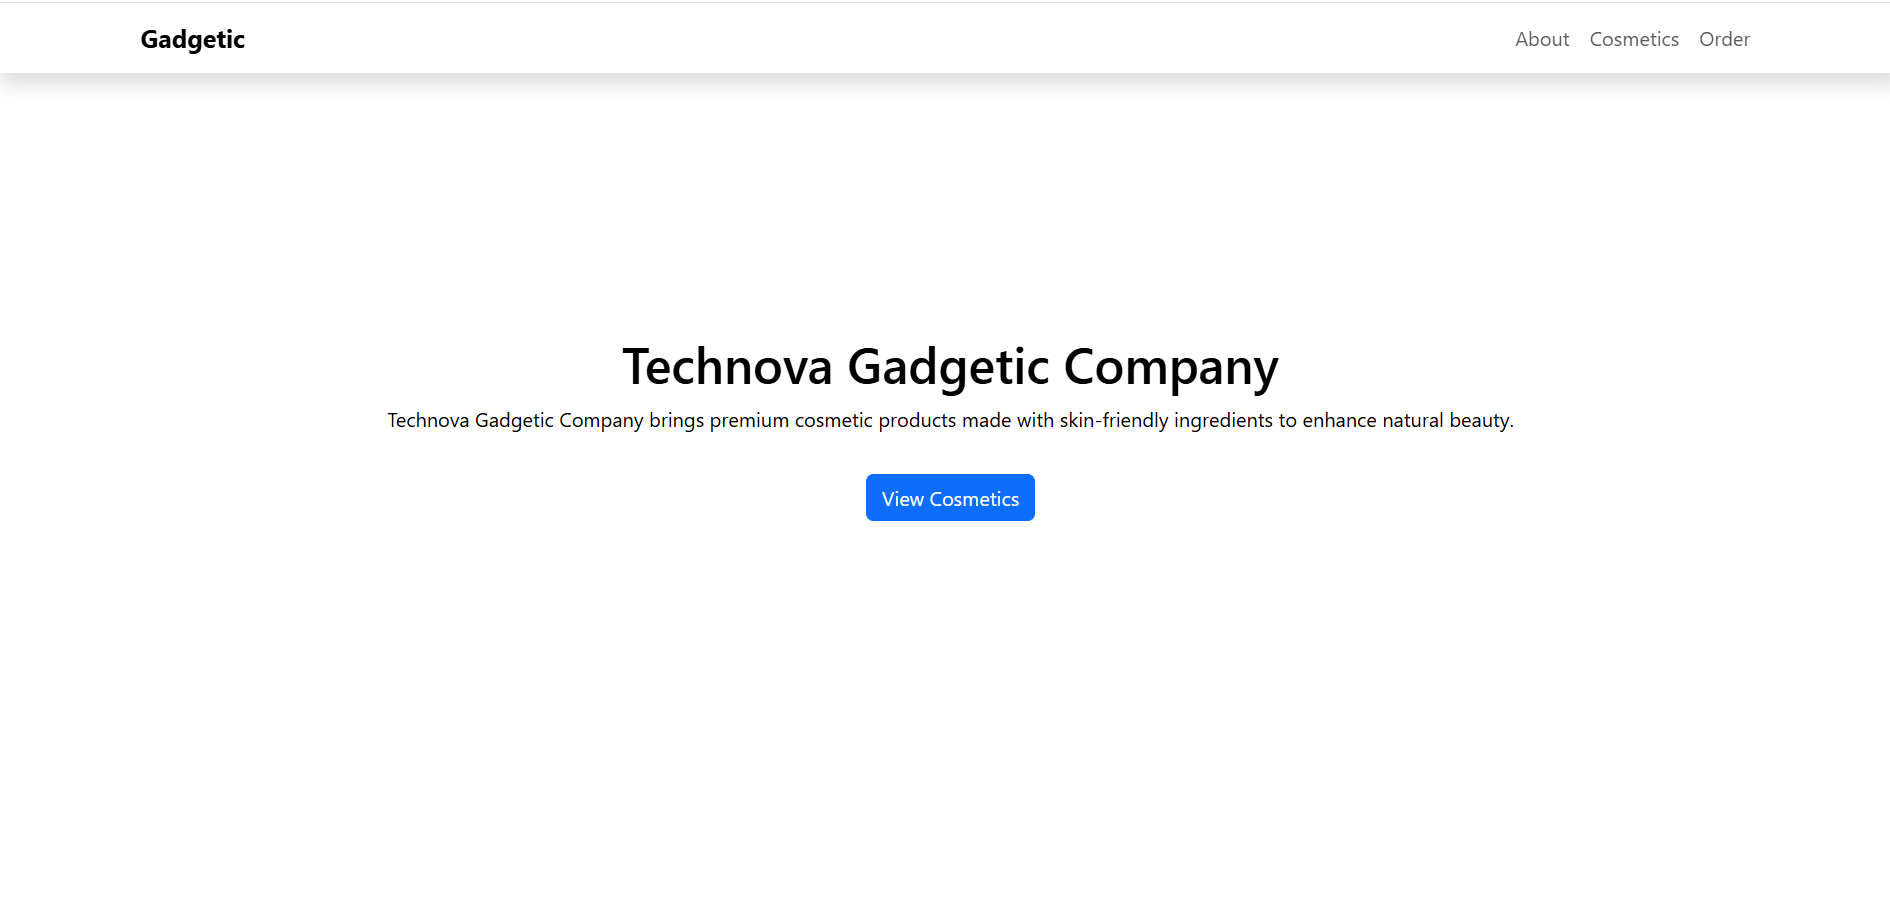 Gadgetic
About Cosmetics Order
Technova Gadgetic Company
Technova Gadgetic Company brings premium cosmetic products made with skin-friendly ingredients to enhance natural beauty.
View Cosmetics